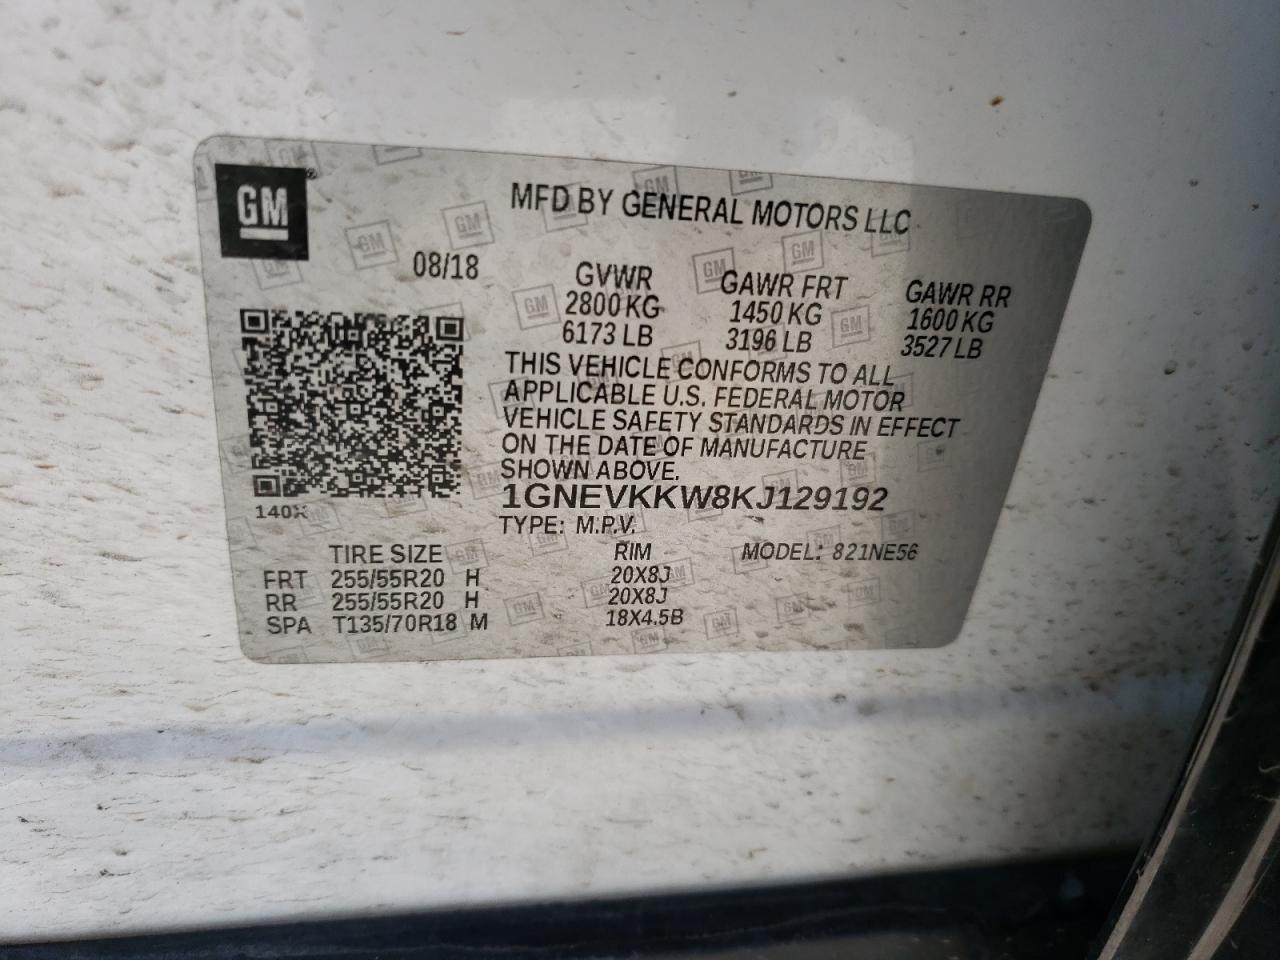 GM
MFD BY GENERAL MOTORS LLC
08/18
GVWR GAWR FRT GAWR RR
2800 KG 1450 KG 1600 KG
6173 LB 3196 LB 3527 LB
THIS VEHICLE CONFORMS TO ALL
APPLICABLE U.S. FEDERAL MOTOR
VEHICLE SAFETY STANDARDS IN EFFECT
ON THE DATE OF MANUFACTURE
SHOWN ABOVE.
1GNEVKKW8KJ129192
140X
TYPE: M.P.V.
TIRE SIZE RIM MODEL: 821NE56
FRT 255/55R20 H 20X8J
RR 255/55R20 H 20X8J
SPA T135/70R18 M 18X4.5B